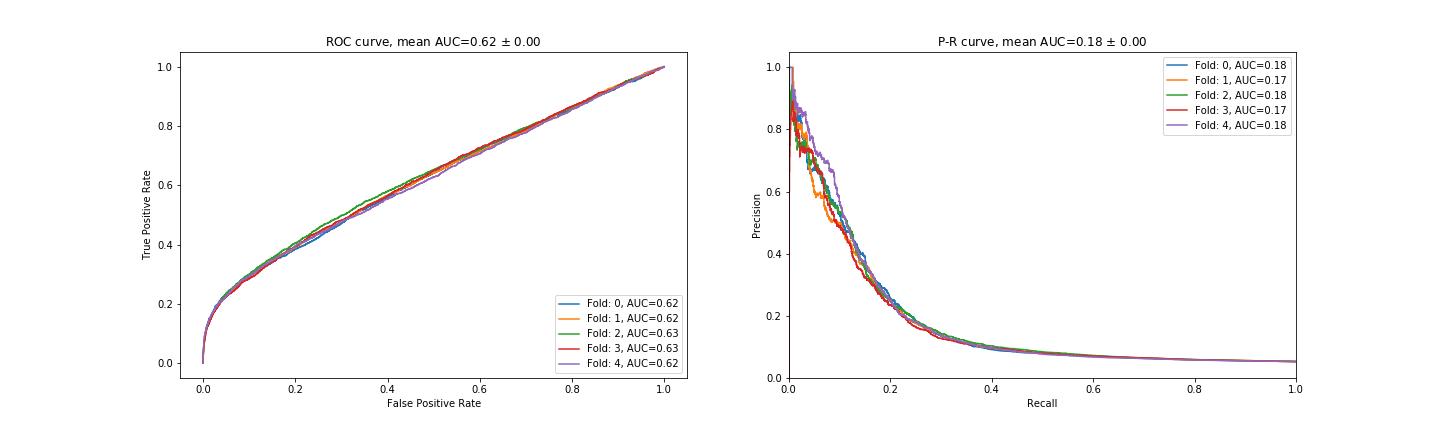 ROC curve, mean AUC=0.62 ± 0.00
True Positive Rate
1.0
0.8
0.6
0.4
0.2
0.0
Fold: 0, AUC=0.62
Fold: 1, AUC=0.62
Fold: 2, AUC=0.63
Fold: 3, AUC=0.63
Fold: 4, AUC=0.62
0.0 0.2 0.4 0.6 0.8 1.0
False Positive Rate
P-R curve, mean AUC=0.18 ± 0.00
Precision
1.0
0.8
0.6
0.4
0.2
0.0
Fold: 0, AUC=0.18
Fold: 1, AUC=0.17
Fold: 2, AUC=0.18
Fold: 3, AUC=0.17
Fold: 4, AUC=0.18
0.0 0.2 0.4 0.6 0.8 1.0
Recall